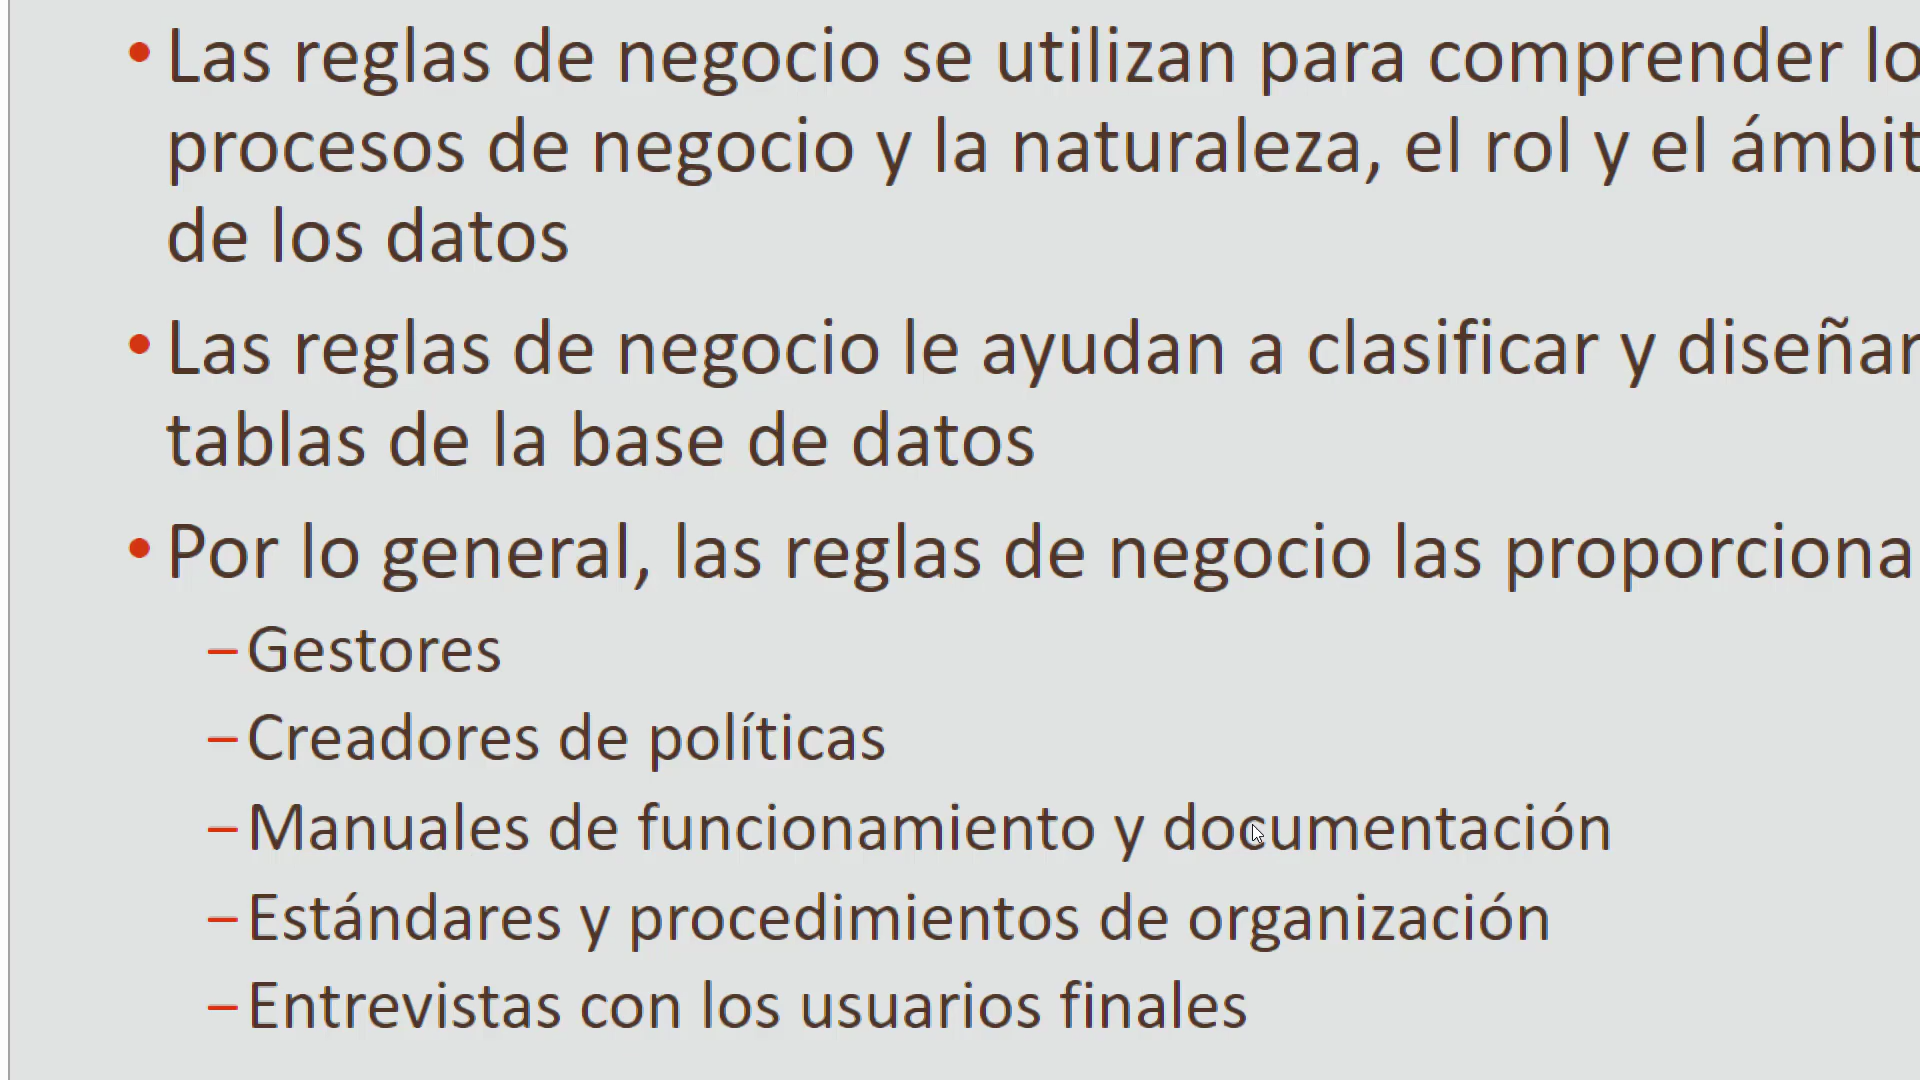 • Las reglas de negocio se utilizan para comprender lo
procesos de negocio y la naturaleza, el rol y el ámbit
de los datos
• Las reglas de negocio le ayudan a clasificar y diseñar
tablas de la base de datos
• Por lo general, las reglas de negocio las proporciona
– Gestores
– Creadores de políticas
– Manuales de funcionamiento y documentación
– Estándares y procedimientos de organización
– Entrevistas con los usuarios finales